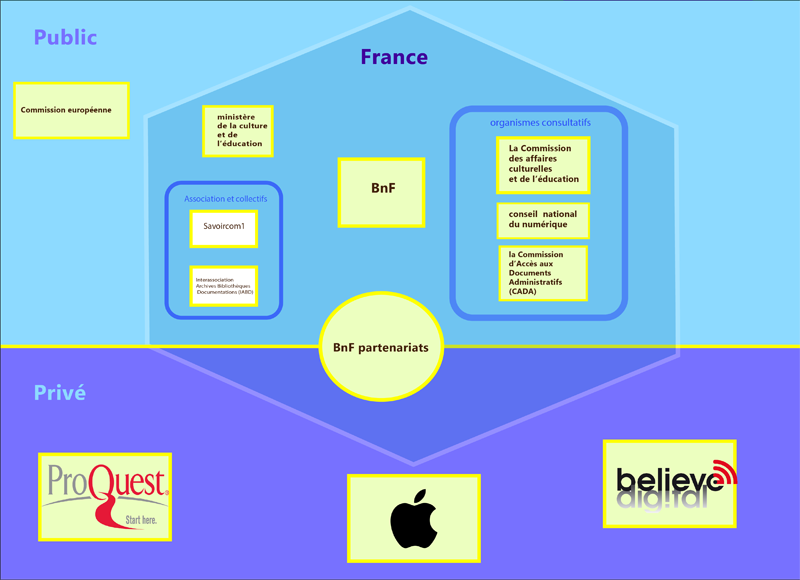 Public
France
Commission européenne
ministère
de la culture
et de
l'éducation
Association et collectifs
Savoircom1
Interassociation
Archives Bibliothèques
Documentations (IABD)
BnF
organismes consultatifs
La Commission
des affaires
culturelles
et de l'éducation
conseil national
du numérique
la Commission
d'Accès aux
Documents
Administratifs
(CADA)
BnF partenariats
Privé
ProQuest®
Start here.
believe
digital